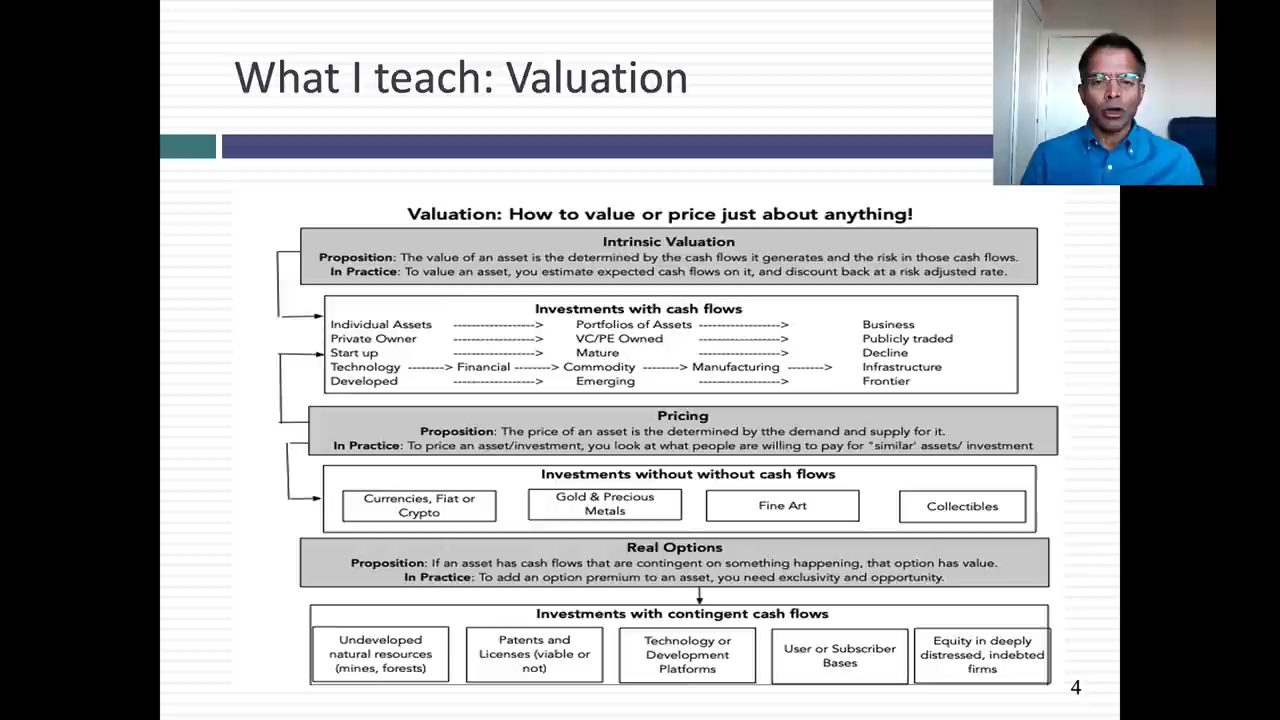 What I teach: Valuation
Valuation: How to value or price just about anything!
Intrinsic Valuation
Proposition: The value of an asset is the determined by the cash flows it generates and the risk in those cash flows.
In Practice: To value an asset, you estimate expected cash flows on it, and discount back at a risk adjusted rate.
Investments with cash flows
Individual Assets -----------------> Portfolios of Assets -----------------> Business
Private Owner -----------------> VC/PE Owned -----------------> Publicly traded
Start up -----------------> Mature -----------------> Decline
Technology --------> Financial --------> Commodity --------> Manufacturing --------> Infrastructure
Developed -----------------> Emerging -----------------> Frontier
Pricing
Proposition: The price of an asset is the determined by tthe demand and supply for it.
In Practice: To price an asset/investment, you look at what people are willing to pay for "similar' assets/ investment
Investments without without cash flows
Currencies, Fiat or
Crypto
Gold & Precious
Metals
Fine Art
Collectibles
Real Options
Proposition: If an asset has cash flows that are contingent on something happening, that option has value.
In Practice: To add an option premium to an asset, you need exclusivity and opportunity.
Investments with contingent cash flows
Undeveloped
natural resources
(mines, forests)
Patents and
Licenses (viable or
not)
Technology or
Development
Platforms
User or Subscriber
Bases
Equity in deeply
distressed, indebted
firms
4